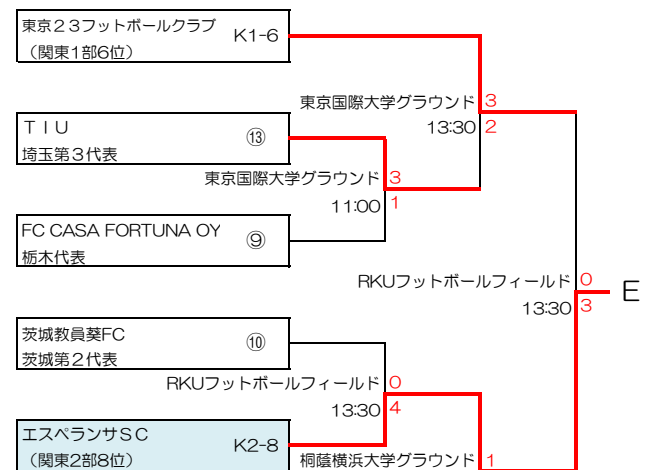 東京23フットボールクラブ
（関東1部6位）
K1-6
東京国際大学グラウンド 3
13:30 2
TIU
埼玉第3代表
⑬
東京国際大学グラウンド 3
11:00 1
FC CASA FORTUNA OY
栃木代表
⑨
RKUフットボールフィールド 0
13:30 3
E
茨城教員葵FC
茨城第2代表
⑩
RKUフットボールフィールド 0
13:30 4
エスペランサSC
（関東2部8位）
K2-8
桐蔭横浜大学グラウンド 1